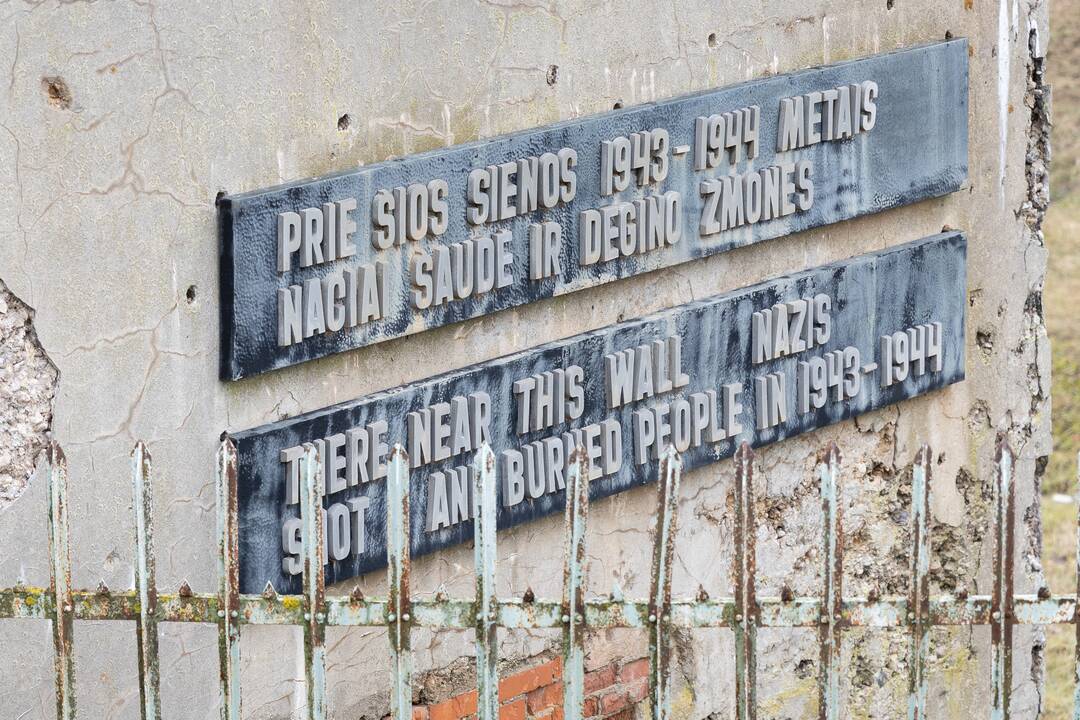 PRIE SIOS SIENOS 1943-1944 METAIS
NACIAI SAUDE IR DEGINO ZMONES
THERE NEAR THIS WALL NAZIS
SHOT AND BURIED PEOPLE IN 1943-1944